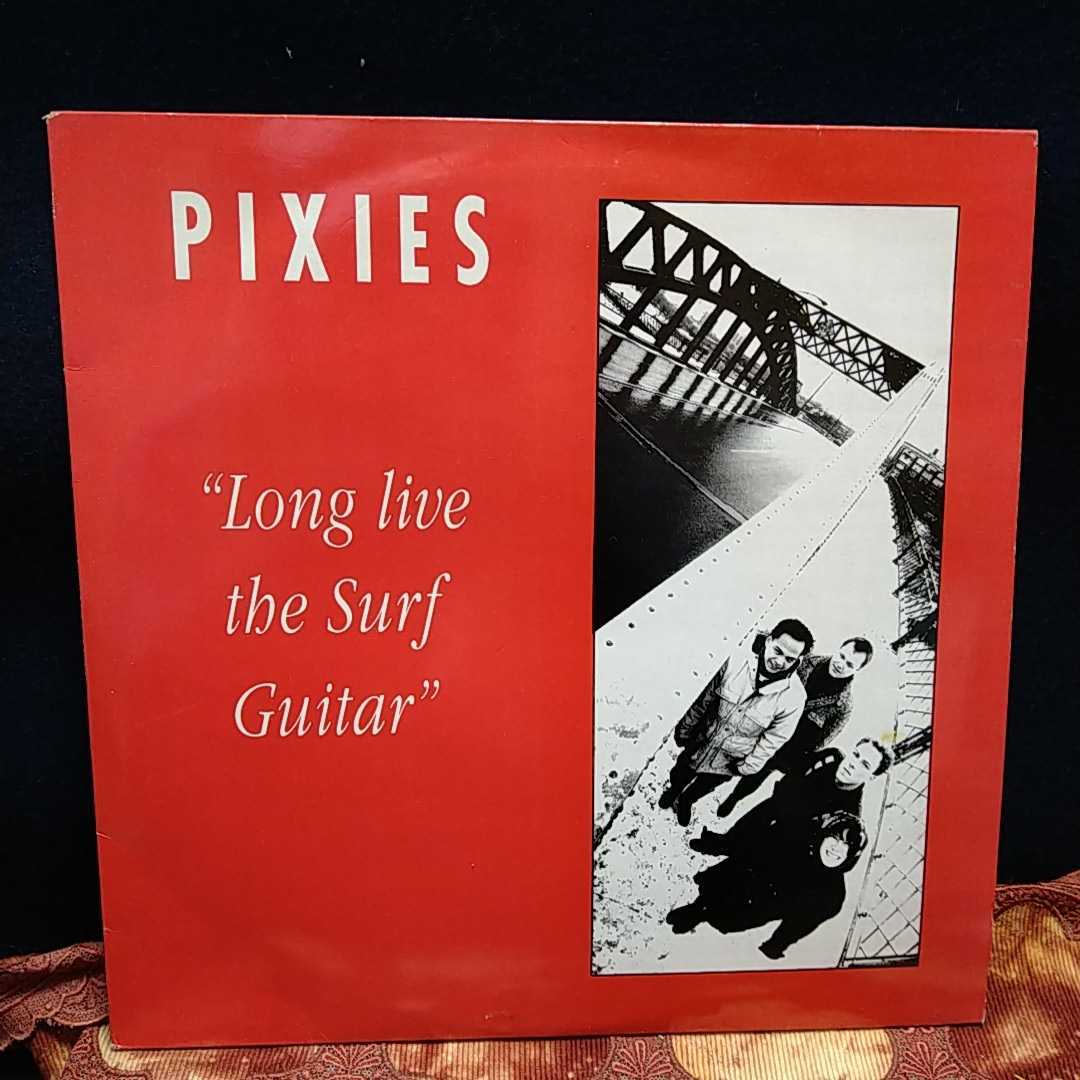 PIXIES
“Long live
the Surf
Guitar”